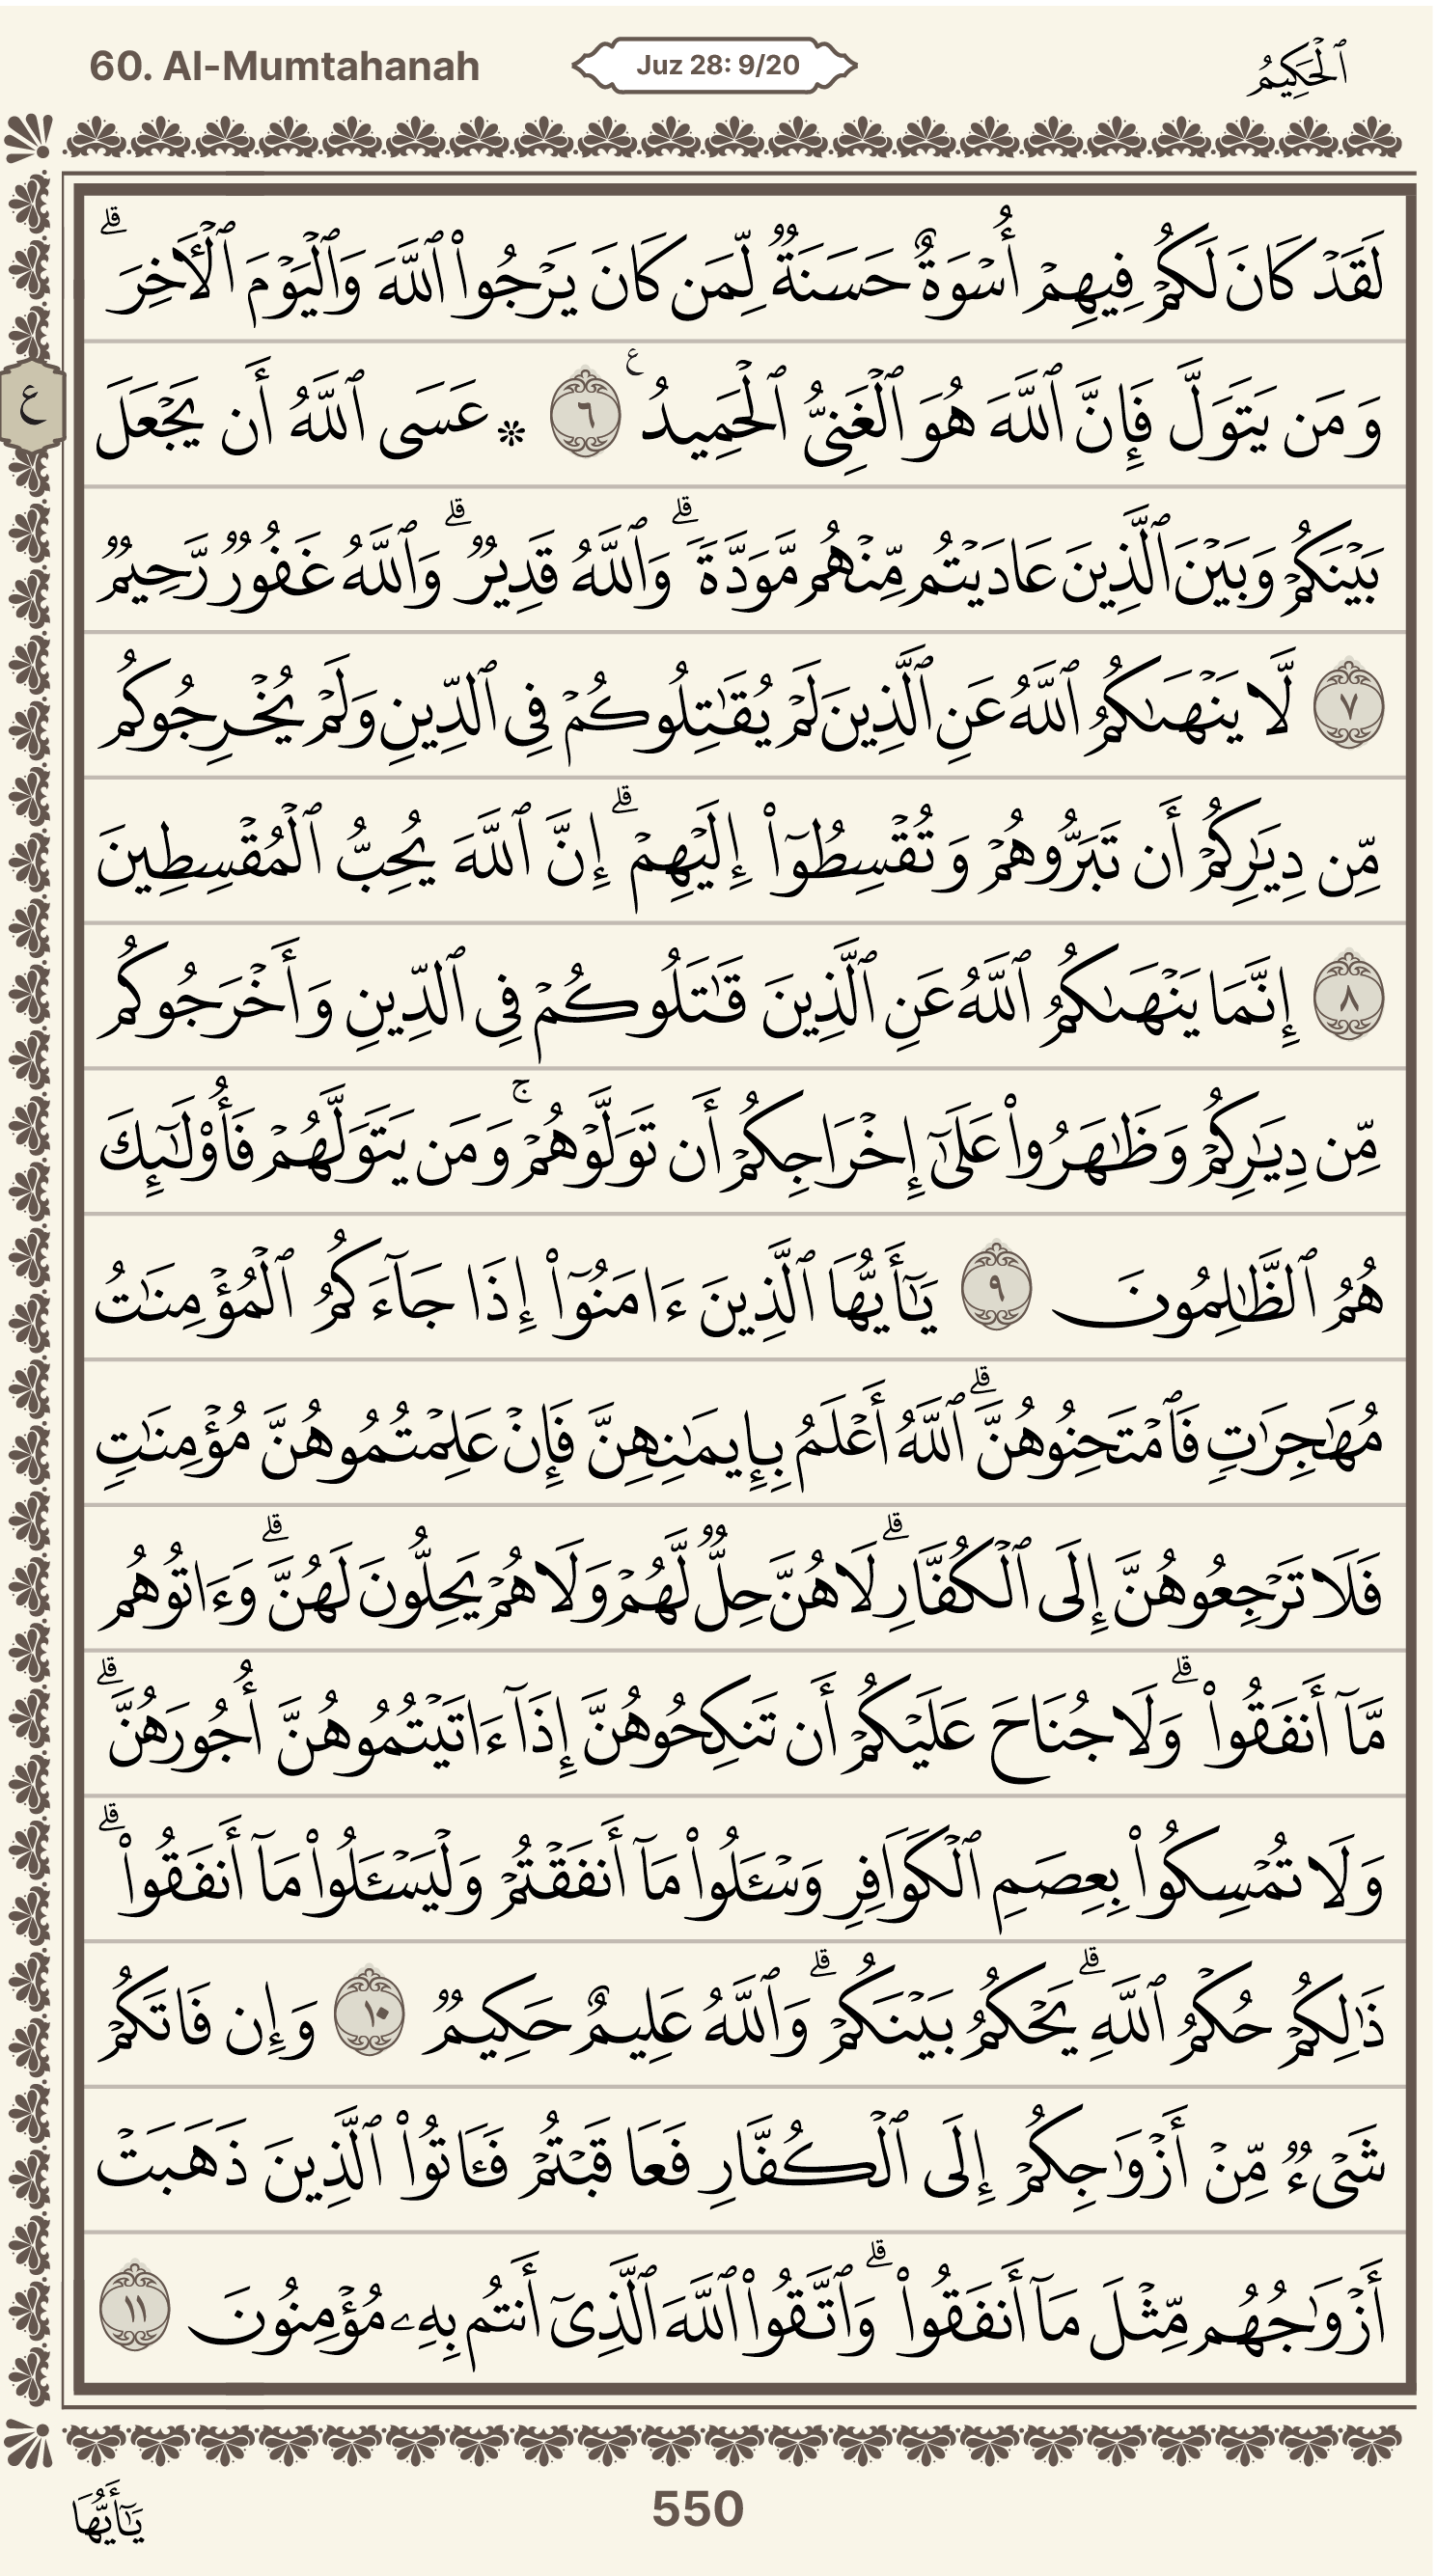 60. Al-Mumtahanah
Juz 28: 9/20
ٱلۡحَكِيمُ
لَقَدۡ كَانَ لَكُمۡ فِيهِمۡ أُسۡوَةٌ حَسَنَةٞ لِّمَن كَانَ يَرۡجُواْ ٱللَّهَ وَٱلۡيَوۡمَ ٱلۡأٓخِرَۗ
ع
وَمَن يَتَوَلَّ فَإِنَّ ٱللَّهَ هُوَ ٱلۡغَنِيُّ ٱلۡحَمِيدُ ع ٦ ۞ عَسَى ٱللَّهُ أَن يَجۡعَلَ
بَيۡنَكُمۡ وَبَيۡنَ ٱلَّذِينَ عَادَيۡتُم مِّنۡهُم مَّوَدَّةَۗ وَٱللَّهُ قَدِيرٞۗ وَٱللَّهُ غَفُورٞ رَّحِيمٞ
٧ لَّا يَنۡهَىٰكُمُ ٱللَّهُ عَنِ ٱلَّذِينَ لَمۡ يُقَٰتِلُوكُمۡ فِي ٱلدِّينِ وَلَمۡ يُخۡرِجُوكُم
مِّن دِيَٰرِكُمۡ أَن تَبَرُّوهُمۡ وَتُقۡسِطُوٓاْ إِلَيۡهِمۡۗ إِنَّ ٱللَّهَ يُحِبُّ ٱلۡمُقۡسِطِينَ
٨ إِنَّمَا يَنۡهَىٰكُمُ ٱللَّهُ عَنِ ٱلَّذِينَ قَٰتَلُوكُمۡ فِي ٱلدِّينِ وَأَخۡرَجُوكُم
مِّن دِيَٰرِكُمۡ وَظَٰهَرُواْ عَلَىٰٓ إِخۡرَاجِكُمۡ أَن تَوَلَّوۡهُمۡۚ وَمَن يَتَوَلَّهُمۡ فَأُوْلَٰٓئِكَ
هُمُ ٱلظَّٰلِمُونَ ٩ يَٰٓأَيُّهَا ٱلَّذِينَ ءَامَنُوٓاْ إِذَا جَآءَكُمُ ٱلۡمُؤۡمِنَٰتُ
مُهَٰجِرَٰتٖ فَٱمۡتَحِنُوهُنَّۗ ٱللَّهُ أَعۡلَمُ بِإِيمَٰنِهِنَّ فَإِنۡ عَلِمۡتُمُوهُنَّ مُؤۡمِنَٰتٖ
فَلَا تَرۡجِعُوهُنَّ إِلَى ٱلۡكُفَّارِۗ لَا هُنَّ حِلّٞ لَّهُمۡ وَلَا هُمۡ يَحِلُّونَ لَهُنَّۗ وَءَاتُوهُم
مَّآ أَنفَقُواْۗ وَلَا جُنَاحَ عَلَيۡكُمۡ أَن تَنكِحُوهُنَّ إِذَآ ءَاتَيۡتُمُوهُنَّ أُجُورَهُنَّۗ
وَلَا تُمۡسِكُواْ بِعِصَمِ ٱلۡكَوَافِرِ وَسۡـَٔلُواْ مَآ أَنفَقۡتُمۡ وَلۡيَسۡـَٔلُواْ مَآ أَنفَقُواْۗ
ذَٰلِكُمۡ حُكۡمُ ٱللَّهِۗ يَحۡكُمُ بَيۡنَكُمۡۗ وَٱللَّهُ عَلِيمٌ حَكِيمٞ ١٠ وَإِن فَاتَكُمۡ
شَيۡءٞ مِّنۡ أَزۡوَٰجِكُمۡ إِلَى ٱلۡكُفَّارِ فَعَاقَبۡتُمۡ فَـَٔاتُواْ ٱلَّذِينَ ذَهَبَتۡ
أَزۡوَٰجُهُم مِّثۡلَ مَآ أَنفَقُواْۗ وَٱتَّقُواْ ٱللَّهَ ٱلَّذِيٓ أَنتُم بِهِۦ مُؤۡمِنُونَ ١١
550
يَٰٓأَيُّهَا